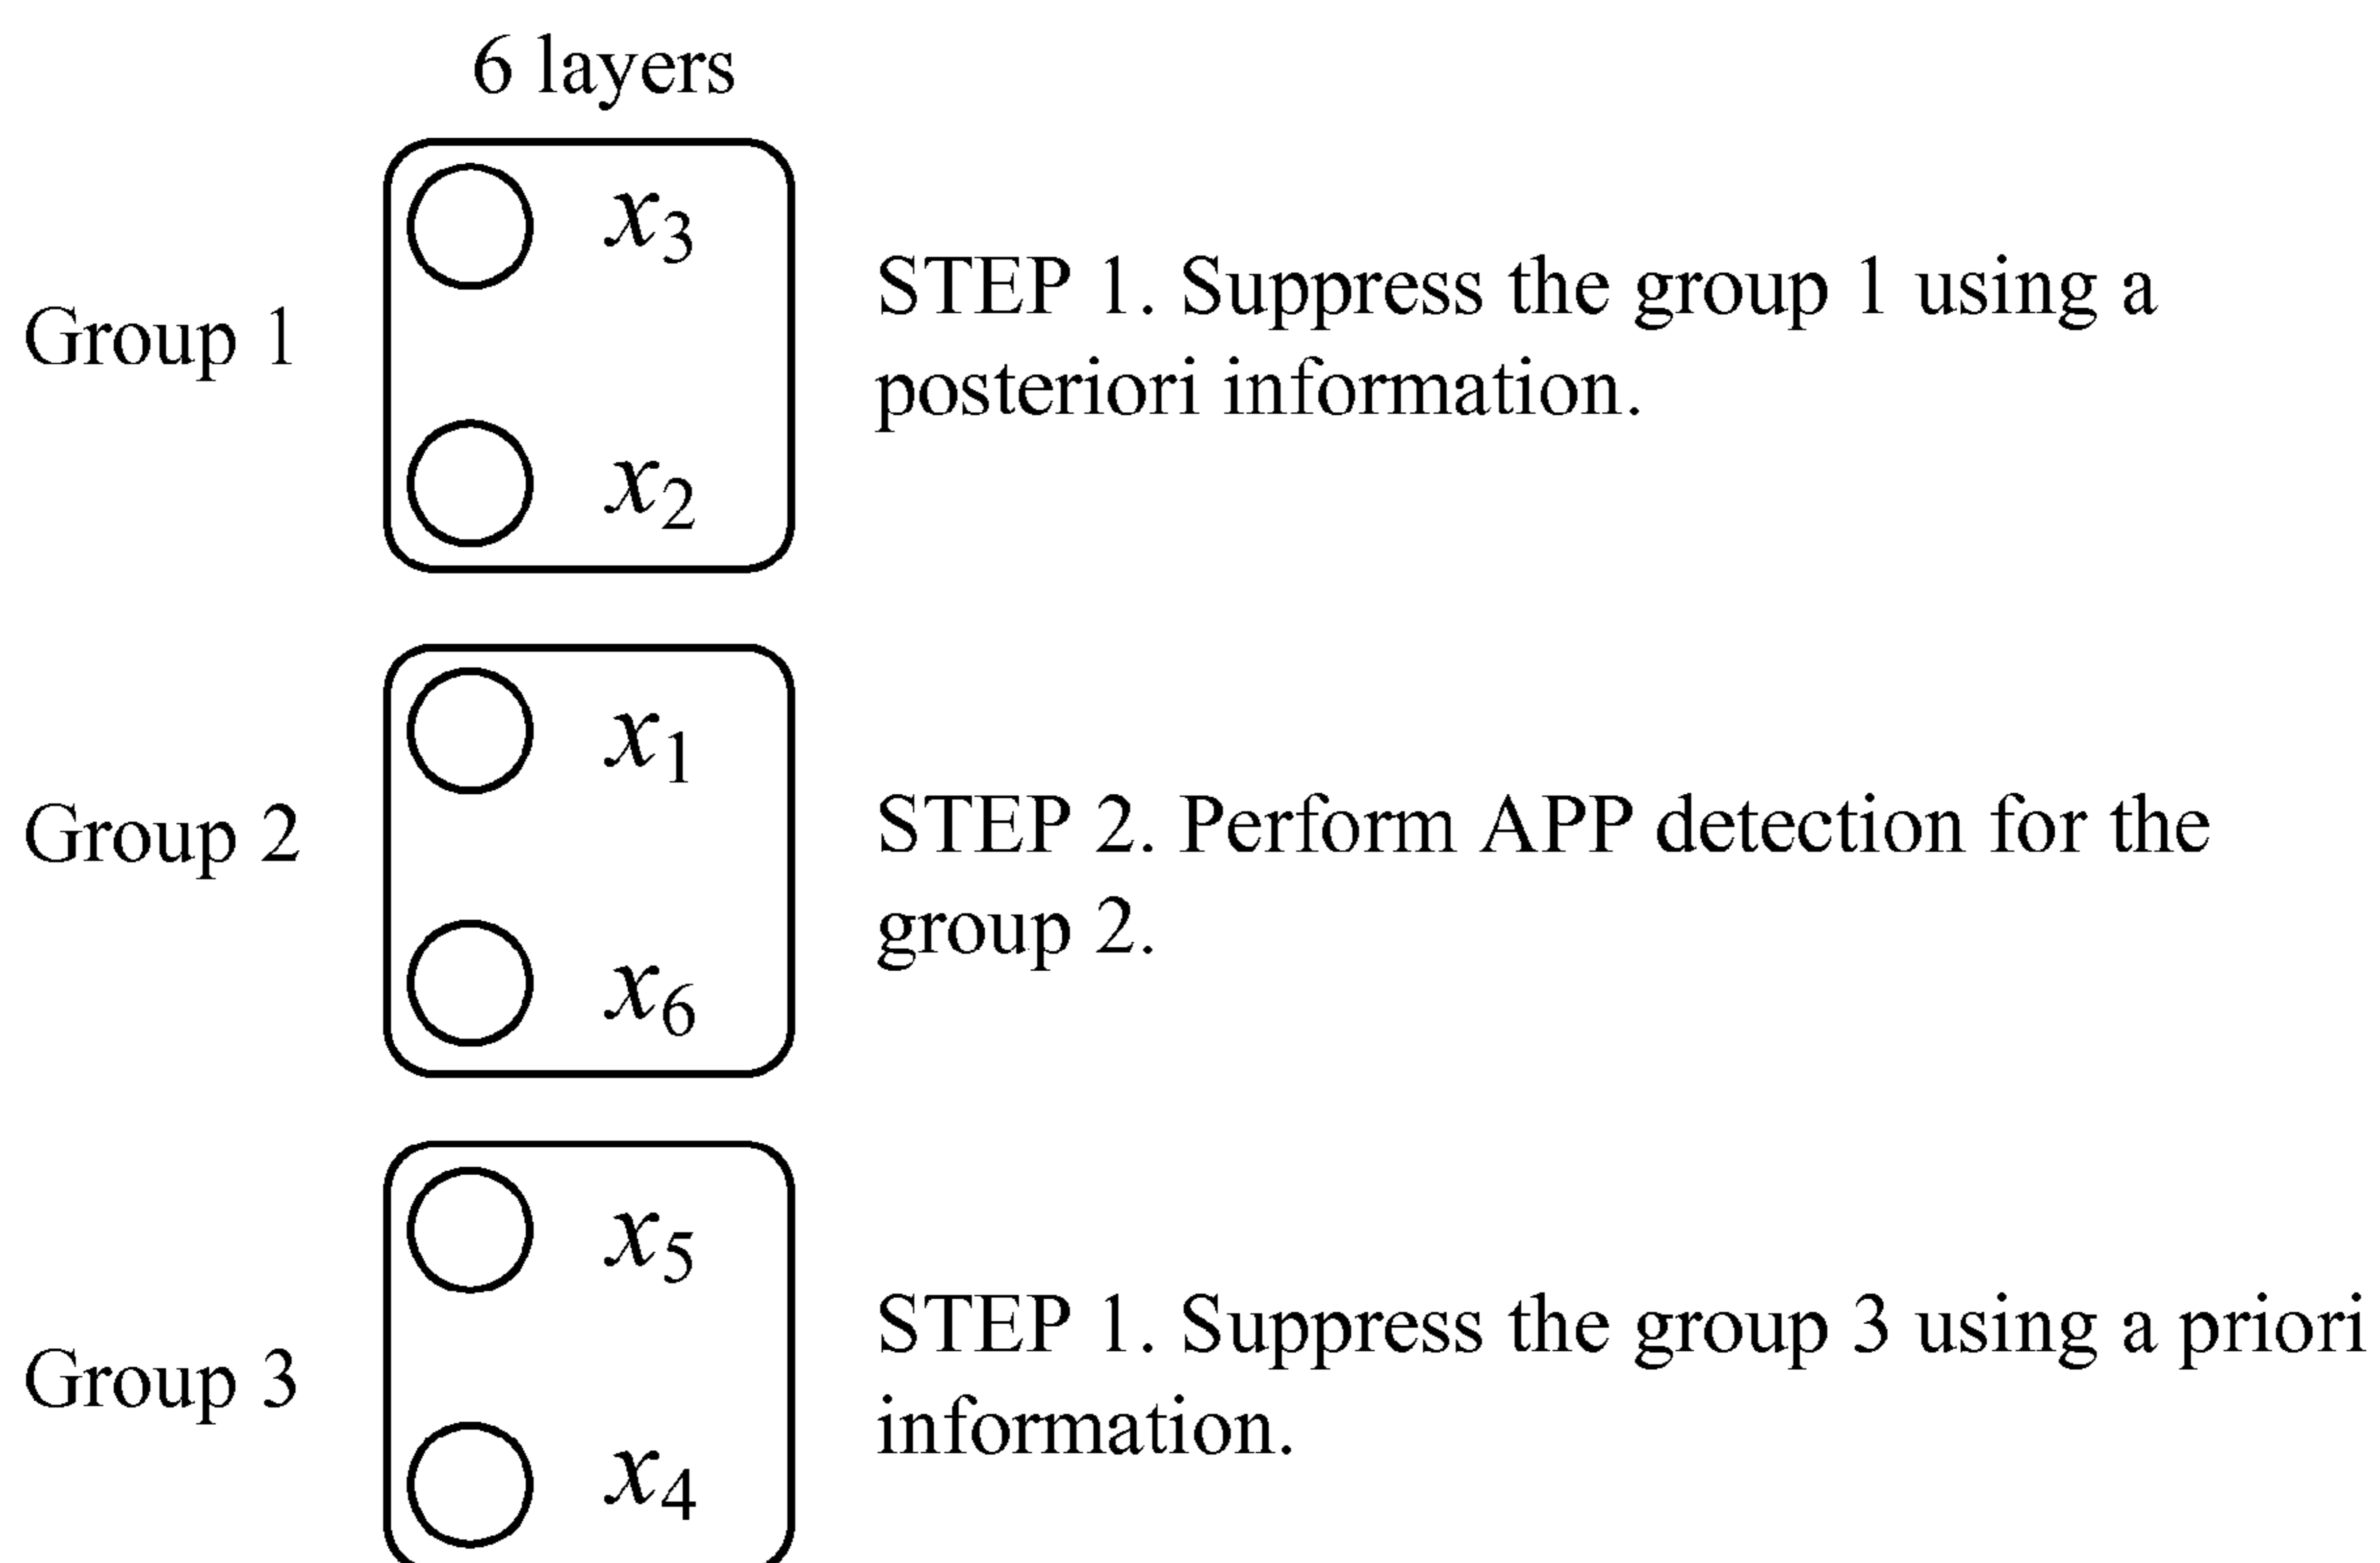 6 layers
x3
STEP 1. Suppress the group 1 using a
Group 1
posteriori information.
x2
x1
STEP 2. Perform APP detection for the
Group 2
group 2.
x6
x5
STEP 1. Suppress the group 3 using a priori
Group 3
information.
x4